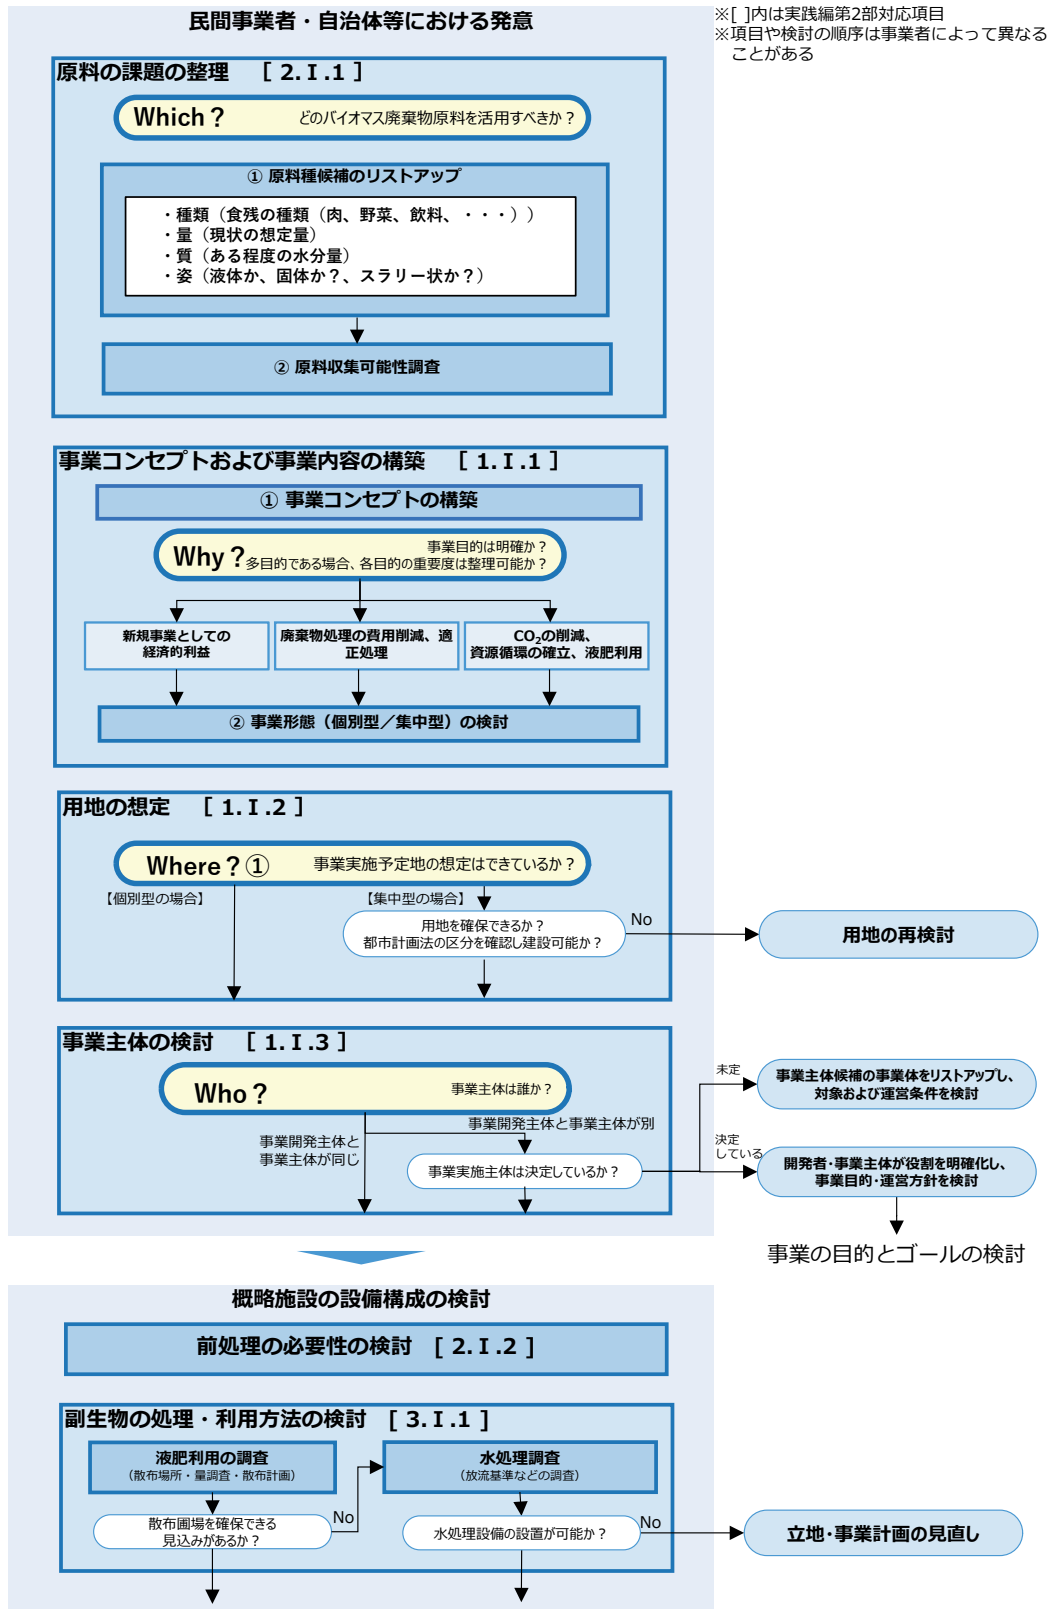 民間事業者・自治体等における発意
※[ ]内は実践編第2部対応項目
※項目や検討の順序は事業者によって異なる
ことがある
原料の課題の整理 [ 2.Ⅰ.1 ]
Which？ どのバイオマス廃棄物原料を活用すべきか？
① 原料種候補のリストアップ
・種類（食残の種類（肉、野菜、飲料、・・・））
・量（現状の想定量）
・質（ある程度の水分量）
・姿（液体か、固体か？、スラリー状か？）
② 原料収集可能性調査
事業コンセプトおよび事業内容の構築 [ 1.Ⅰ.1 ]
① 事業コンセプトの構築
Why？
事業目的は明確か？
多目的である場合、各目的の重要度は整理可能か？
新規事業としての
経済的利益
廃棄物処理の費用削減、適
正処理
CO₂の削減、
資源循環の確立、液肥利用
② 事業形態（個別型／集中型）の検討
用地の想定 [ 1.Ⅰ.2 ]
Where？① 事業実施予定地の想定はできているか？
【個別型の場合】
【集中型の場合】
用地を確保できるか？
都市計画法の区分を確認し建設可能か？
No
用地の再検討
事業主体の検討 [ 1.Ⅰ.3 ]
Who？ 事業主体は誰か？
事業開発主体と
事業主体が同じ
事業開発主体と事業主体が別
事業実施主体は決定しているか？
未定
事業主体候補の事業体をリストアップし、
対象および運営条件を検討
決定
している
開発者・事業主体が役割を明確化し、
事業目的・運営方針を検討
事業の目的とゴールの検討
概略施設の設備構成の検討
前処理の必要性の検討 [ 2.Ⅰ.2 ]
副生物の処理・利用方法の検討 [ 3.Ⅰ.1 ]
液肥利用の調査
（散布場所・量調査・散布計画）
散布圃場を確保できる
見込みがあるか？
No
水処理調査
（放流基準などの調査）
水処理設備の設置が可能か？
No
立地・事業計画の見直し